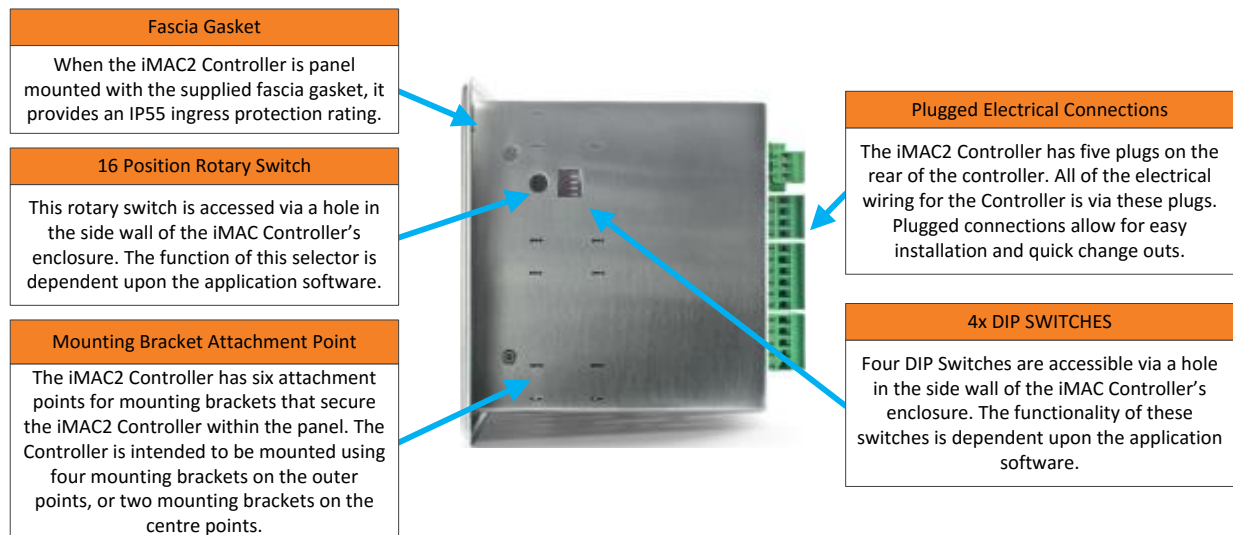 Fascia Gasket
When the iMAC2 Controller is panel
mounted with the supplied fascia gasket, it
provides an IP55 ingress protection rating.
16 Position Rotary Switch
This rotary switch is accessed via a hole in
the side wall of the iMAC Controller’s
enclosure. The function of this selector is
dependent upon the application software.
Mounting Bracket Attachment Point
The iMAC2 Controller has six attachment
points for mounting brackets that secure
the iMAC2 Controller within the panel. The
Controller is intended to be mounted using
four mounting brackets on the outer
points, or two mounting brackets on the
centre points.
Plugged Electrical Connections
The iMAC2 Controller has five plugs on the
rear of the controller. All of the electrical
wiring for the Controller is via these plugs.
Plugged connections allow for easy
installation and quick change outs.
4x DIP SWITCHES
Four DIP Switches are accessible via a hole
in the side wall of the iMAC Controller’s
enclosure. The functionality of these
switches is dependent upon the application
software.